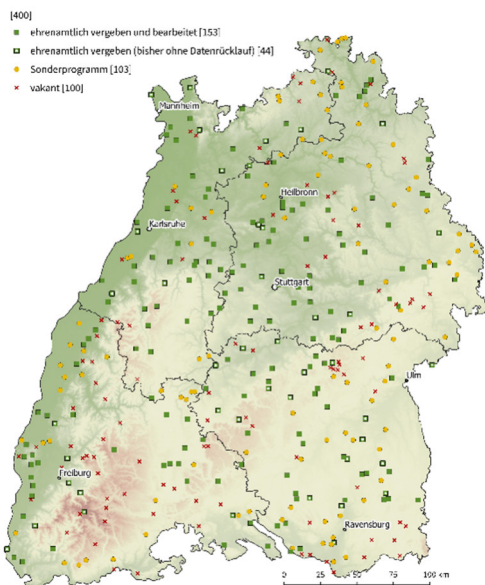 [400]
ehrenamtlich vergeben und bearbeitet [153]
ehrenamtlich vergeben (bisher ohne Datenrücklauf) [44]
Sonderprogramm [103]
vakant [100]
Mannheim
Heilbronn
Karlsruhe
Stuttgart
Ulm
Freiburg
Ravensburg
0 25 50 75 100 km